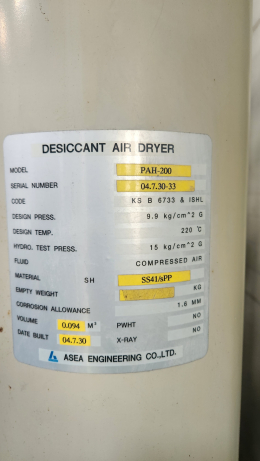 DESICCANT AIR DRYER
MODEL PAH-200
SERIAL NUMBER 04.7.30-33
CODE KS B 6733 & ISHL
DESIGN PRESS. 9.9 kg/cm^2 G
DESIGN TEMP. 220 ℃
HYDRO. TEST PRESS. 15 kg/cm^2 G
FLUID COMPRESSED AIR
MATERIAL SH SS41/sPP
EMPTY WEIGHT KG
CORROSION ALLOWANCE 1.6 MM
VOLUME 0.094 M³ PWHT NO
DATE BUILT 04.7.30 X-RAY NO
ASEA ENGINEERING CO.,LTD.